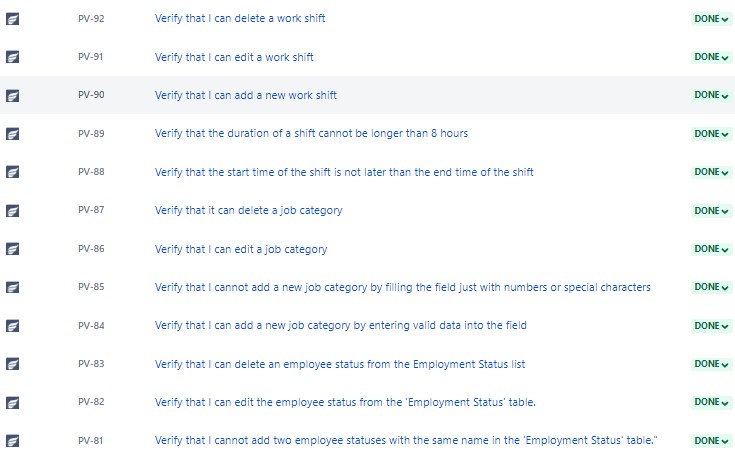 PV-92 Verify that I can delete a work shift DONE
PV-91 Verify that I can edit a work shift DONE
PV-90 Verify that I can add a new work shift DONE
PV-89 Verify that the duration of a shift cannot be longer than 8 hours DONE
PV-88 Verify that the start time of the shift is not later than the end time of the shift DONE
PV-87 Verify that it can delete a job category DONE
PV-86 Verify that I can edit a job category DONE
PV-85 Verify that I cannot add a new job category by filling the field just with numbers or special characters DONE
PV-84 Verify that I can add a new job category by entering valid data into the field DONE
PV-83 Verify that I can delete an employee status from the Employment Status list DONE
PV-82 Verify that I can edit the employee status from the 'Employment Status' table. DONE
PV-81 Verify that I cannot add two employee statuses with the same name in the 'Employment Status' table." DONE